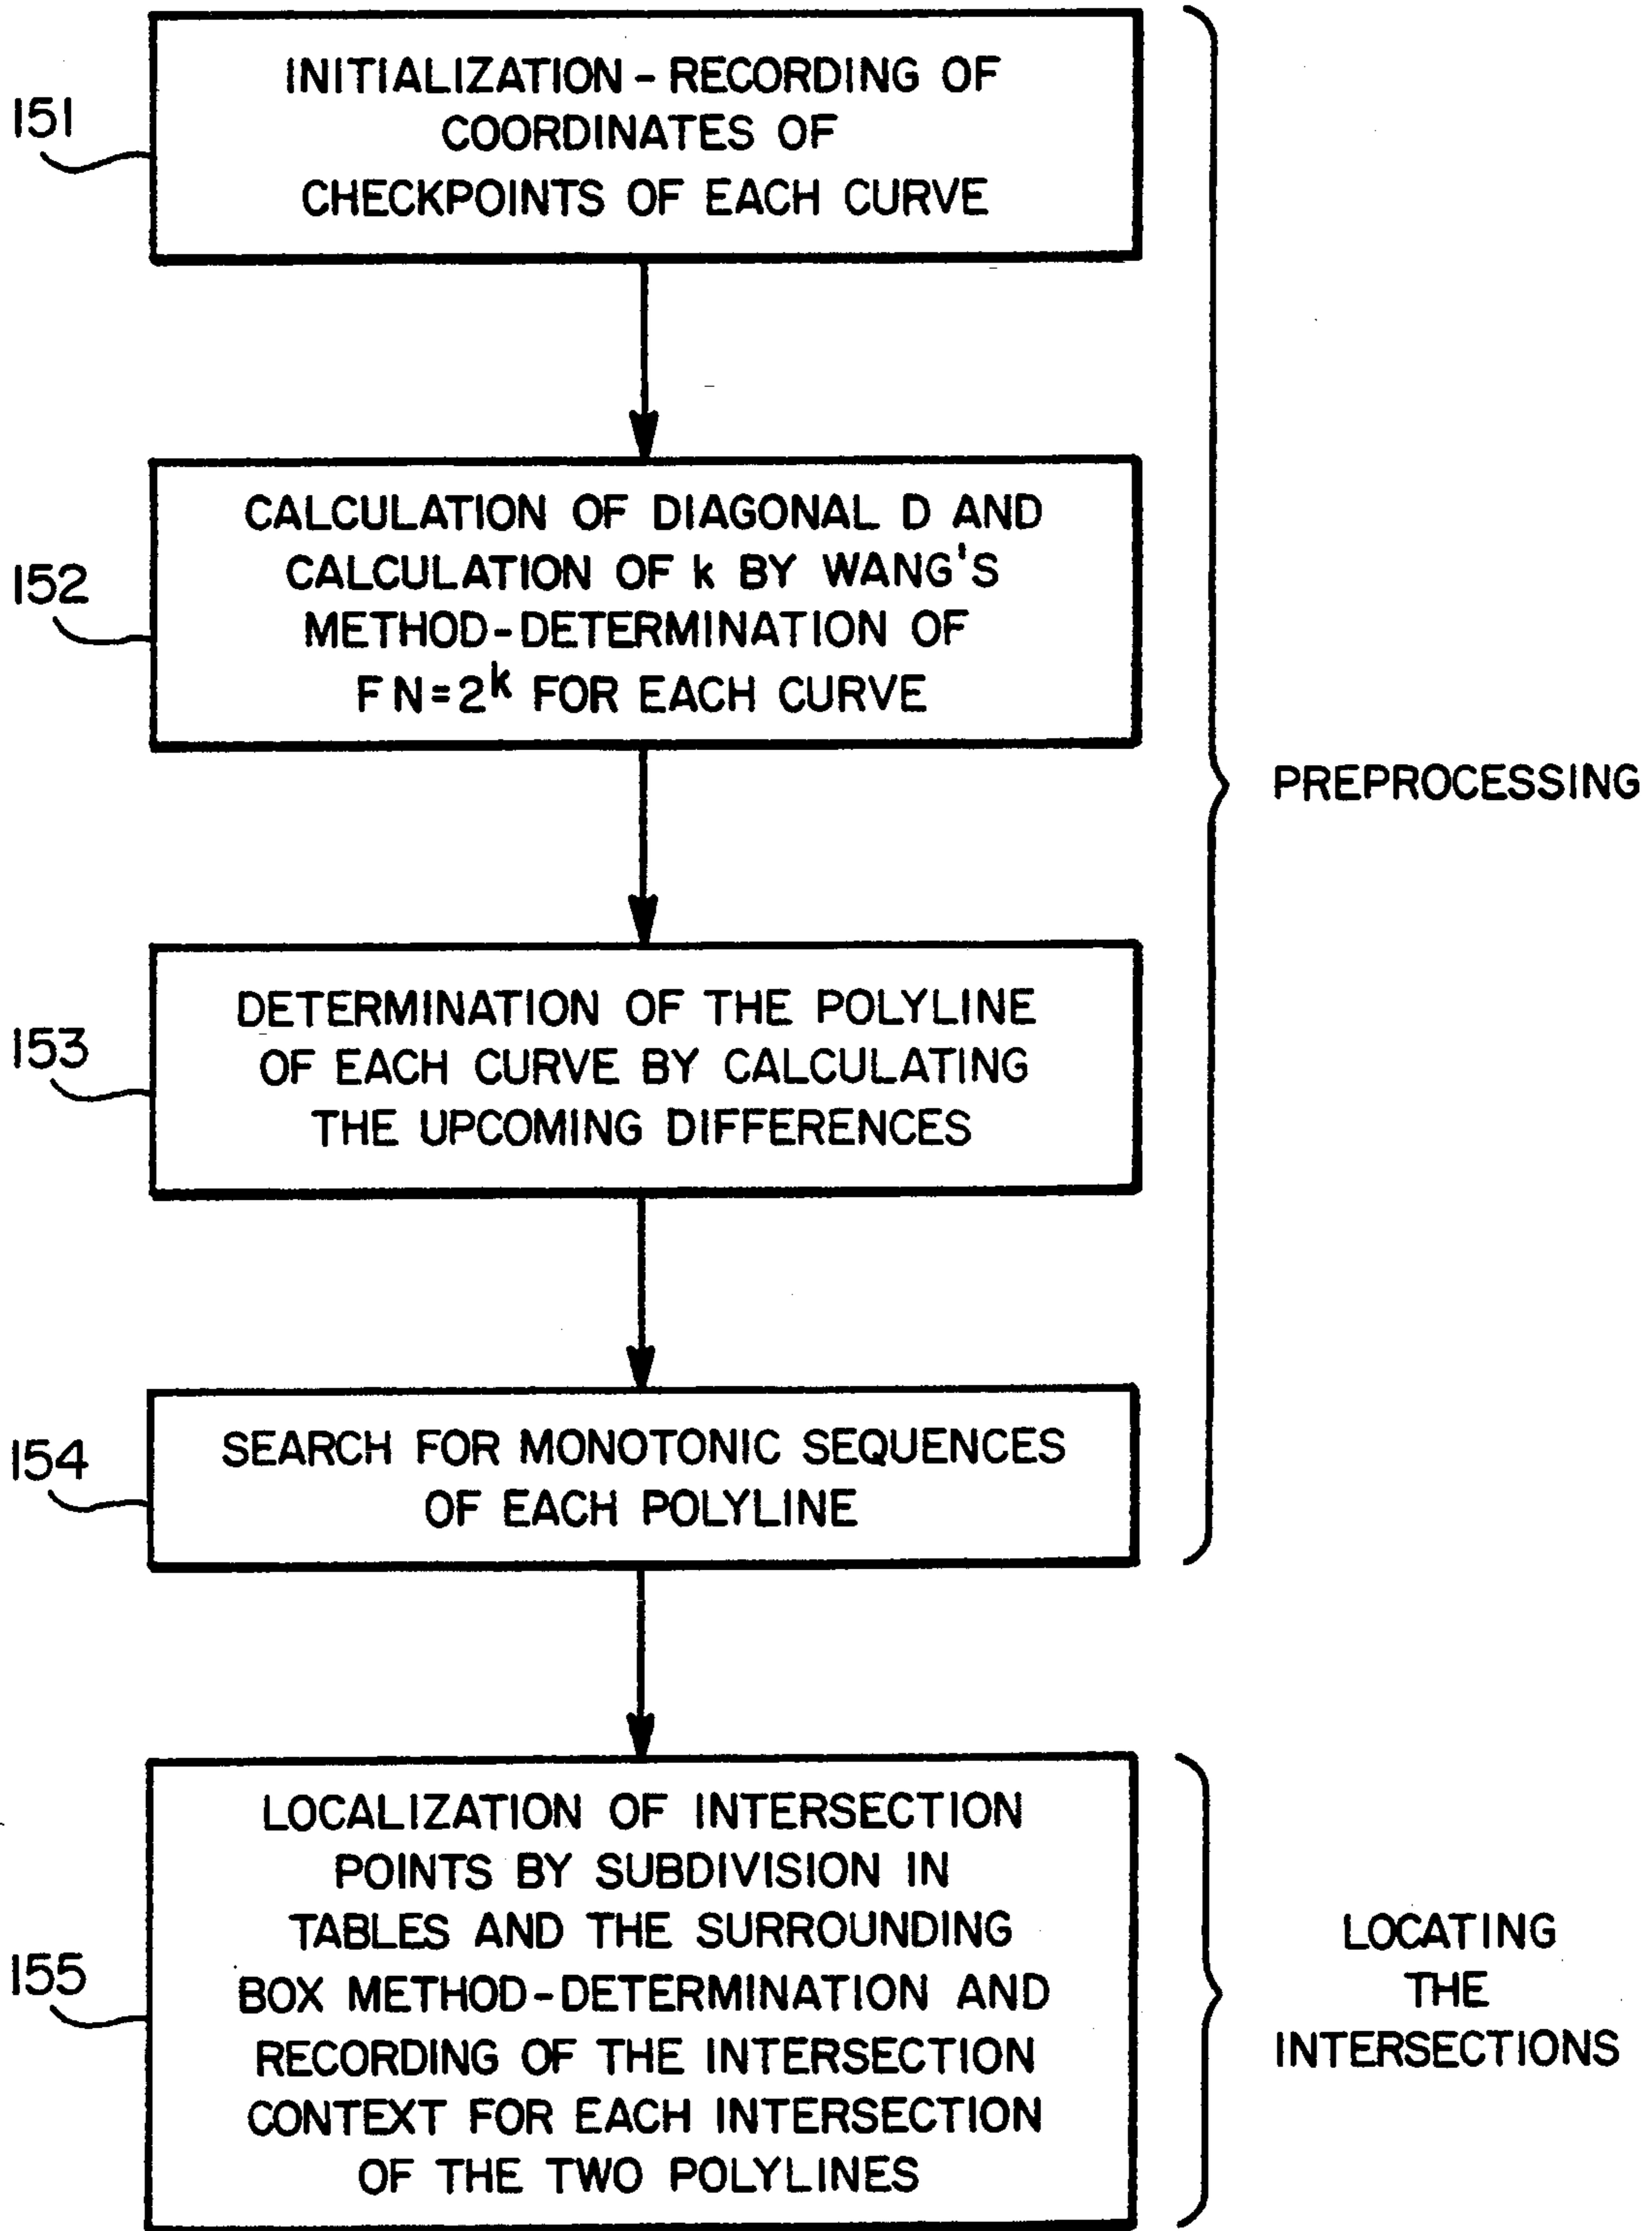 151
INITIALIZATION - RECORDING OF
COORDINATES OF
CHECKPOINTS OF EACH CURVE
152
CALCULATION OF DIAGONAL D AND
CALCULATION OF k BY WANG'S
METHOD-DETERMINATION OF
FN=2^k FOR EACH CURVE
PREPROCESSING
153
DETERMINATION OF THE POLYLINE
OF EACH CURVE BY CALCULATING
THE UPCOMING DIFFERENCES
154
SEARCH FOR MONOTONIC SEQUENCES
OF EACH POLYLINE
155
LOCALIZATION OF INTERSECTION
POINTS BY SUBDIVISION IN
TABLES AND THE SURROUNDING
BOX METHOD-DETERMINATION AND
RECORDING OF THE INTERSECTION
CONTEXT FOR EACH INTERSECTION
OF THE TWO POLYLINES
LOCATING
THE
INTERSECTIONS